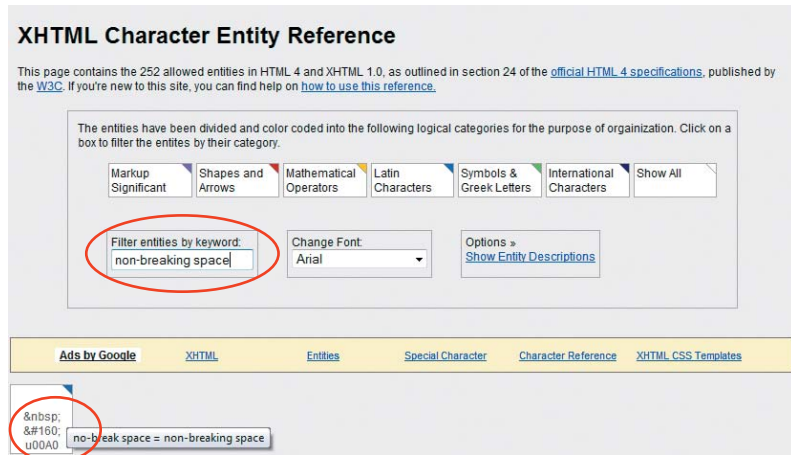 XHTML Character Entity Reference
This page contains the 252 allowed entities in HTML 4 and XHTML 1.0, as outlined in section 24 of the official HTML 4 specifications, published by
the W3C. If you're new to this site, you can find help on how to use this reference.
The entities have been divided and color coded into the following logical categories for the purpose of orgainization. Click on a
box to filter the entites by their category.
Markup
Significant
Shapes and
Arrows
Mathematical
Operators
Latin
Characters
Symbols &
Greek Letters
International
Characters
Show All
Filter entities by keyword:
non-breaking space
Change Font:
Arial
Options »
Show Entity Descriptions
Ads by Google
XHTML
Entities
Special Character
Character Reference
XHTML CSS Templates
&nbsp;
&#160;
u00A0
no-break space = non-breaking space